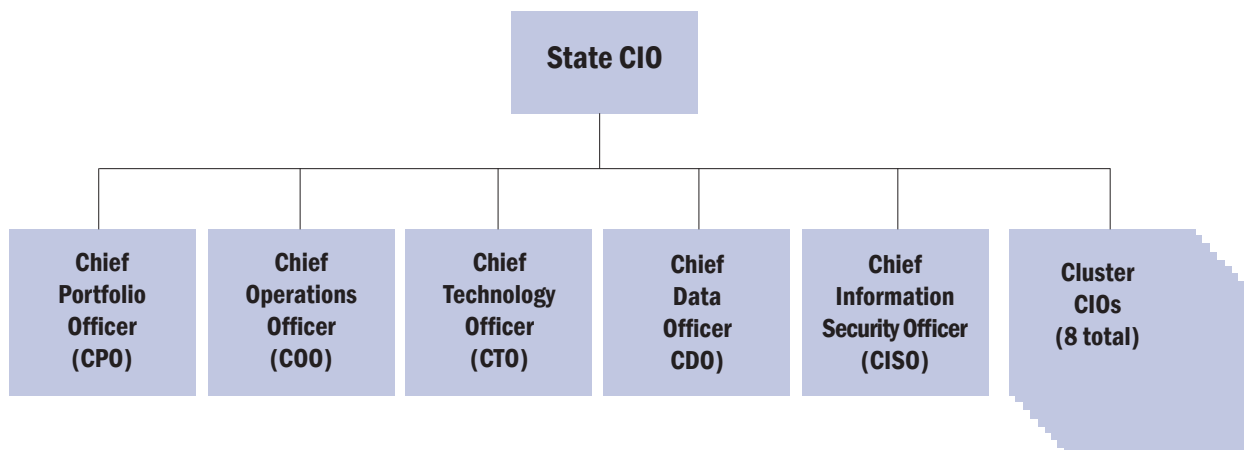 State CIO
Chief
Portfolio
Officer
(CPO)
Chief
Operations
Officer
(COO)
Chief
Technology
Officer
(CTO)
Chief
Data
Officer
CDO)
Chief
Information
Security Officer
(CISO)
Cluster
CIOs
(8 total)